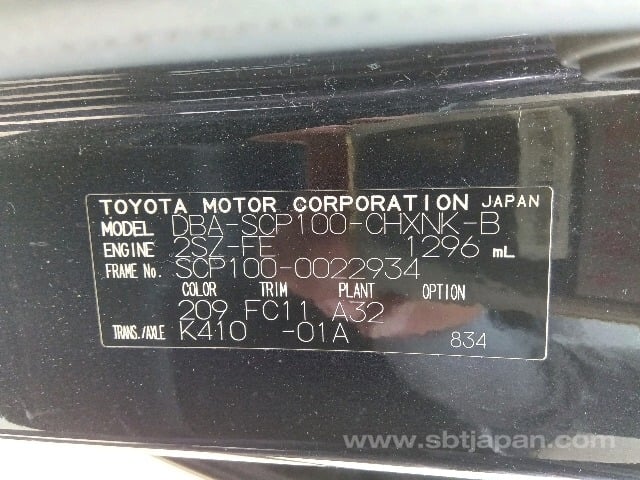 TOYOTA MOTOR CORPORATION JAPAN
MODEL DBA-SCP100-CHXNK-B
ENGINE 2SZ-FE 1296 mL
FRAME No. SCP100-0022934
COLOR TRIM PLANT OPTION
209 FC11 A32
TRANS./AXLE K410 -01A 834
www.sbtjapan.com